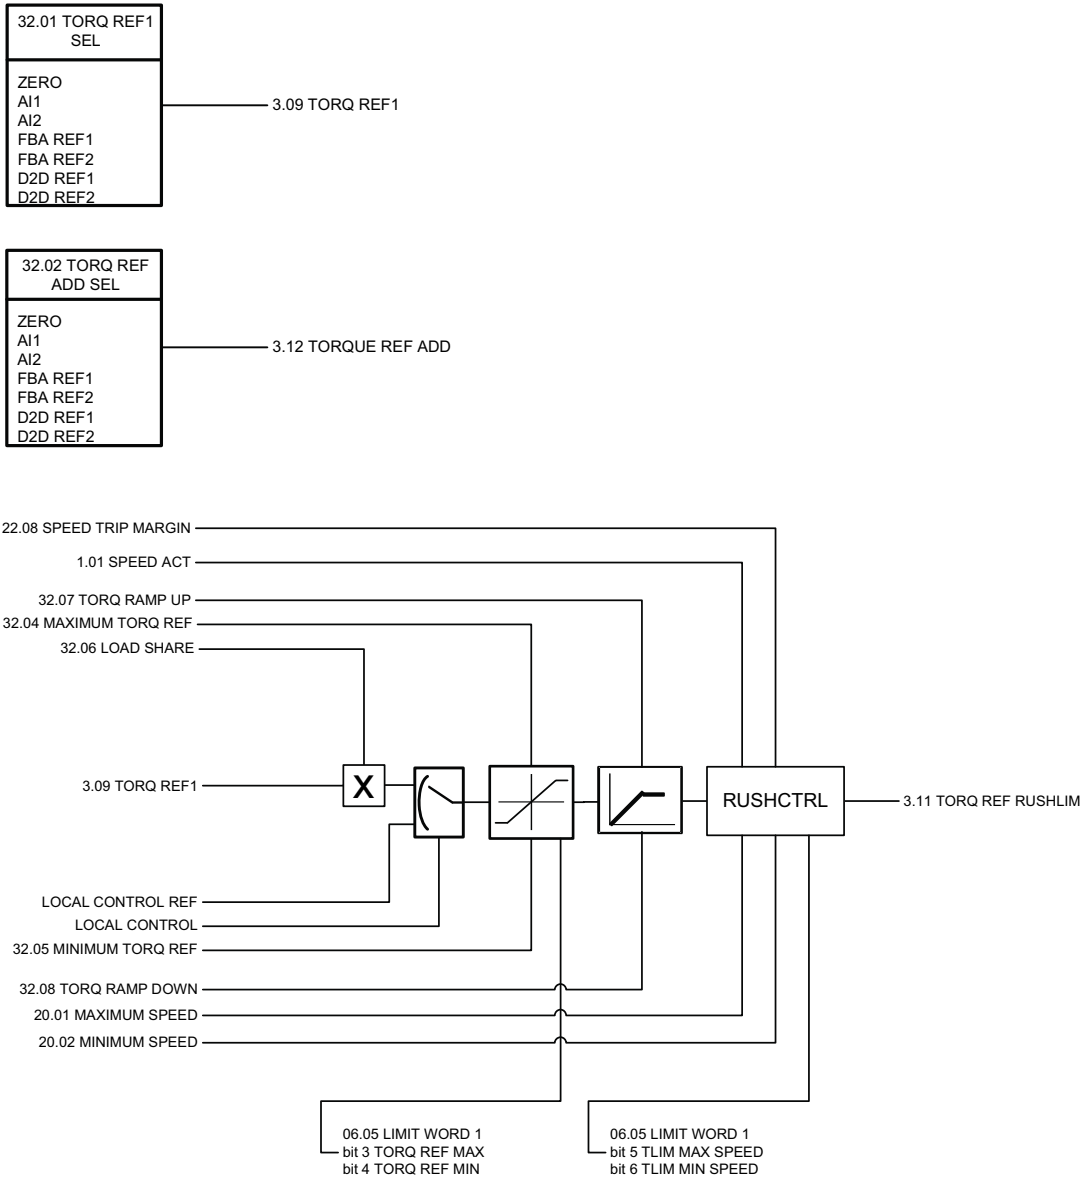 32.01 TORQ REF1
SEL
ZERO
AI1
AI2
FBA REF1
FBA REF2
D2D REF1
D2D REF2
3.09 TORQ REF1
32.02 TORQ REF
ADD SEL
ZERO
AI1
AI2
FBA REF1
FBA REF2
D2D REF1
D2D REF2
3.12 TORQUE REF ADD
22.08 SPEED TRIP MARGIN
1.01 SPEED ACT
32.07 TORQ RAMP UP
32.04 MAXIMUM TORQ REF
32.06 LOAD SHARE
3.09 TORQ REF1
X
RUSHCTRL
3.11 TORQ REF RUSHLIM
LOCAL CONTROL REF
LOCAL CONTROL
32.05 MINIMUM TORQ REF
32.08 TORQ RAMP DOWN
20.01 MAXIMUM SPEED
20.02 MINIMUM SPEED
06.05 LIMIT WORD 1
bit 3 TORQ REF MAX
bit 4 TORQ REF MIN
06.05 LIMIT WORD 1
bit 5 TLIM MAX SPEED
bit 6 TLIM MIN SPEED